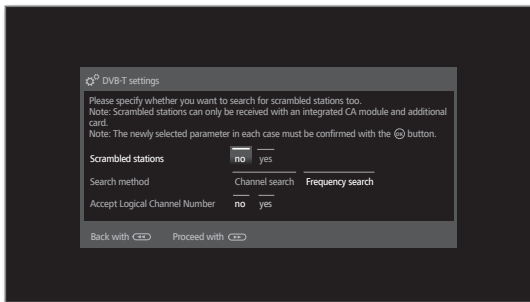 DVB-T settings
Please specify whether you want to search for scrambled stations too.
Note: Scrambled stations can only be received with an integrated CA module and additional
card.
Note: The newly selected parameter in each case must be confirmed with the OK button.
Scrambled stations no yes
Search method Channel search Frequency search
Accept Logical Channel Number no yes
Back with Proceed with